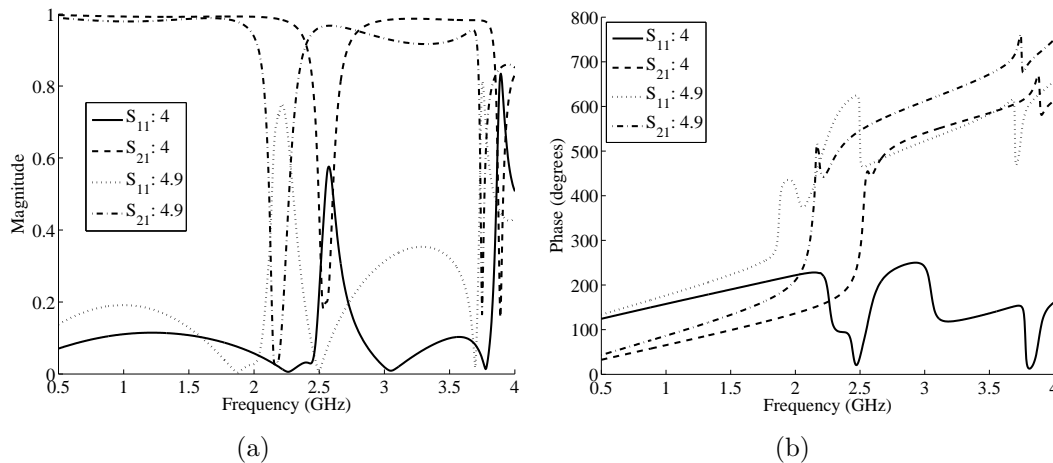 1
0.8
0.6
0.4
0.2
0
Magnitude
S11: 4
S21: 4
S11: 4.9
S21: 4.9
0.5 1 1.5 2 2.5 3 3.5 4
Frequency (GHz)
(a)
800
700
600
500
400
300
200
100
0
Phase (degrees)
S11: 4
S21: 4
S11: 4.9
S21: 4.9
0.5 1 1.5 2 2.5 3 3.5 4
Frequency (GHz)
(b)